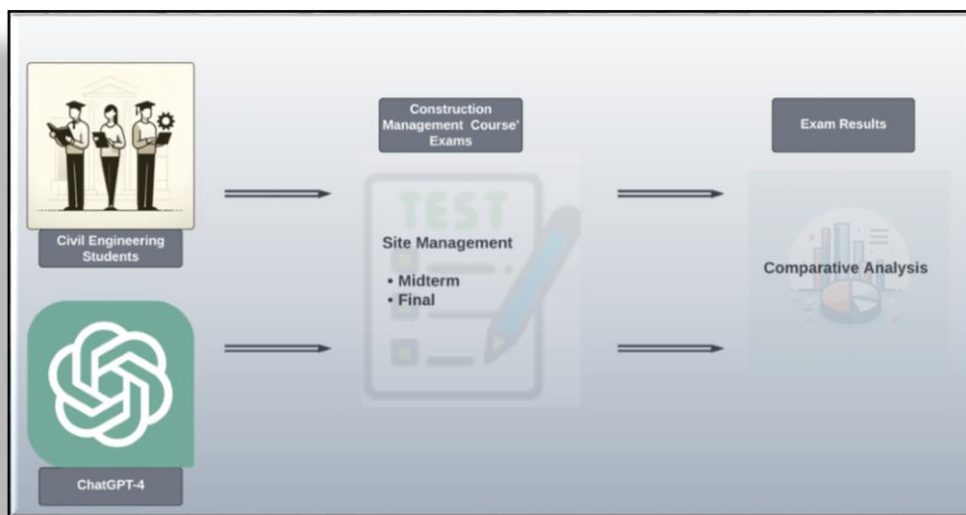 Civil Engineering
Students
ChatGPT-4
Construction
Management Course'
Exams
TEST
Site Management
• Midterm
• Final
Exam Results
Comparative Analysis